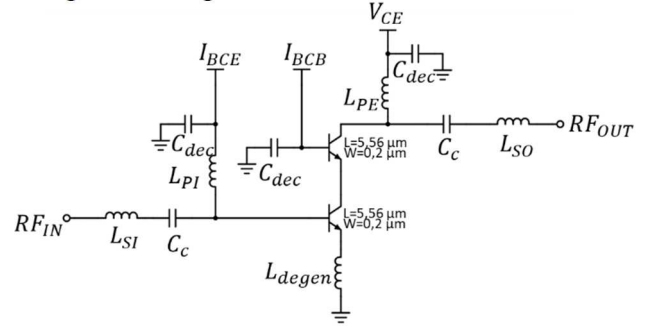 V_CE
I_BCE
I_BCB
C_dec
L_PE
RF_OUT
C_c
L_SO
C_dec
C_dec
L=5,56 µm
W=0,2 µm
L_PI
L=5,56 µm
W=0,2 µm
RF_IN
L_SI
C_c
L_degen